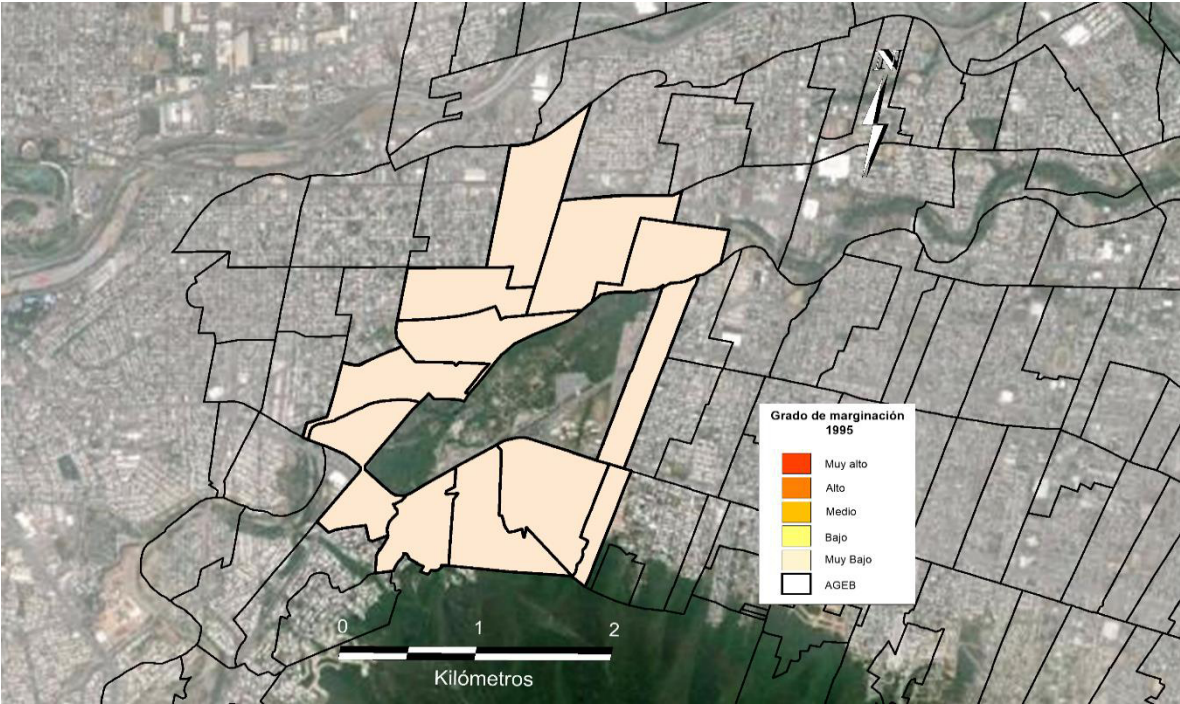 N
Grado de marginación
1995
Muy alto
Alto
Medio
Bajo
Muy Bajo
AGEB
0 1 2
Kilómetros